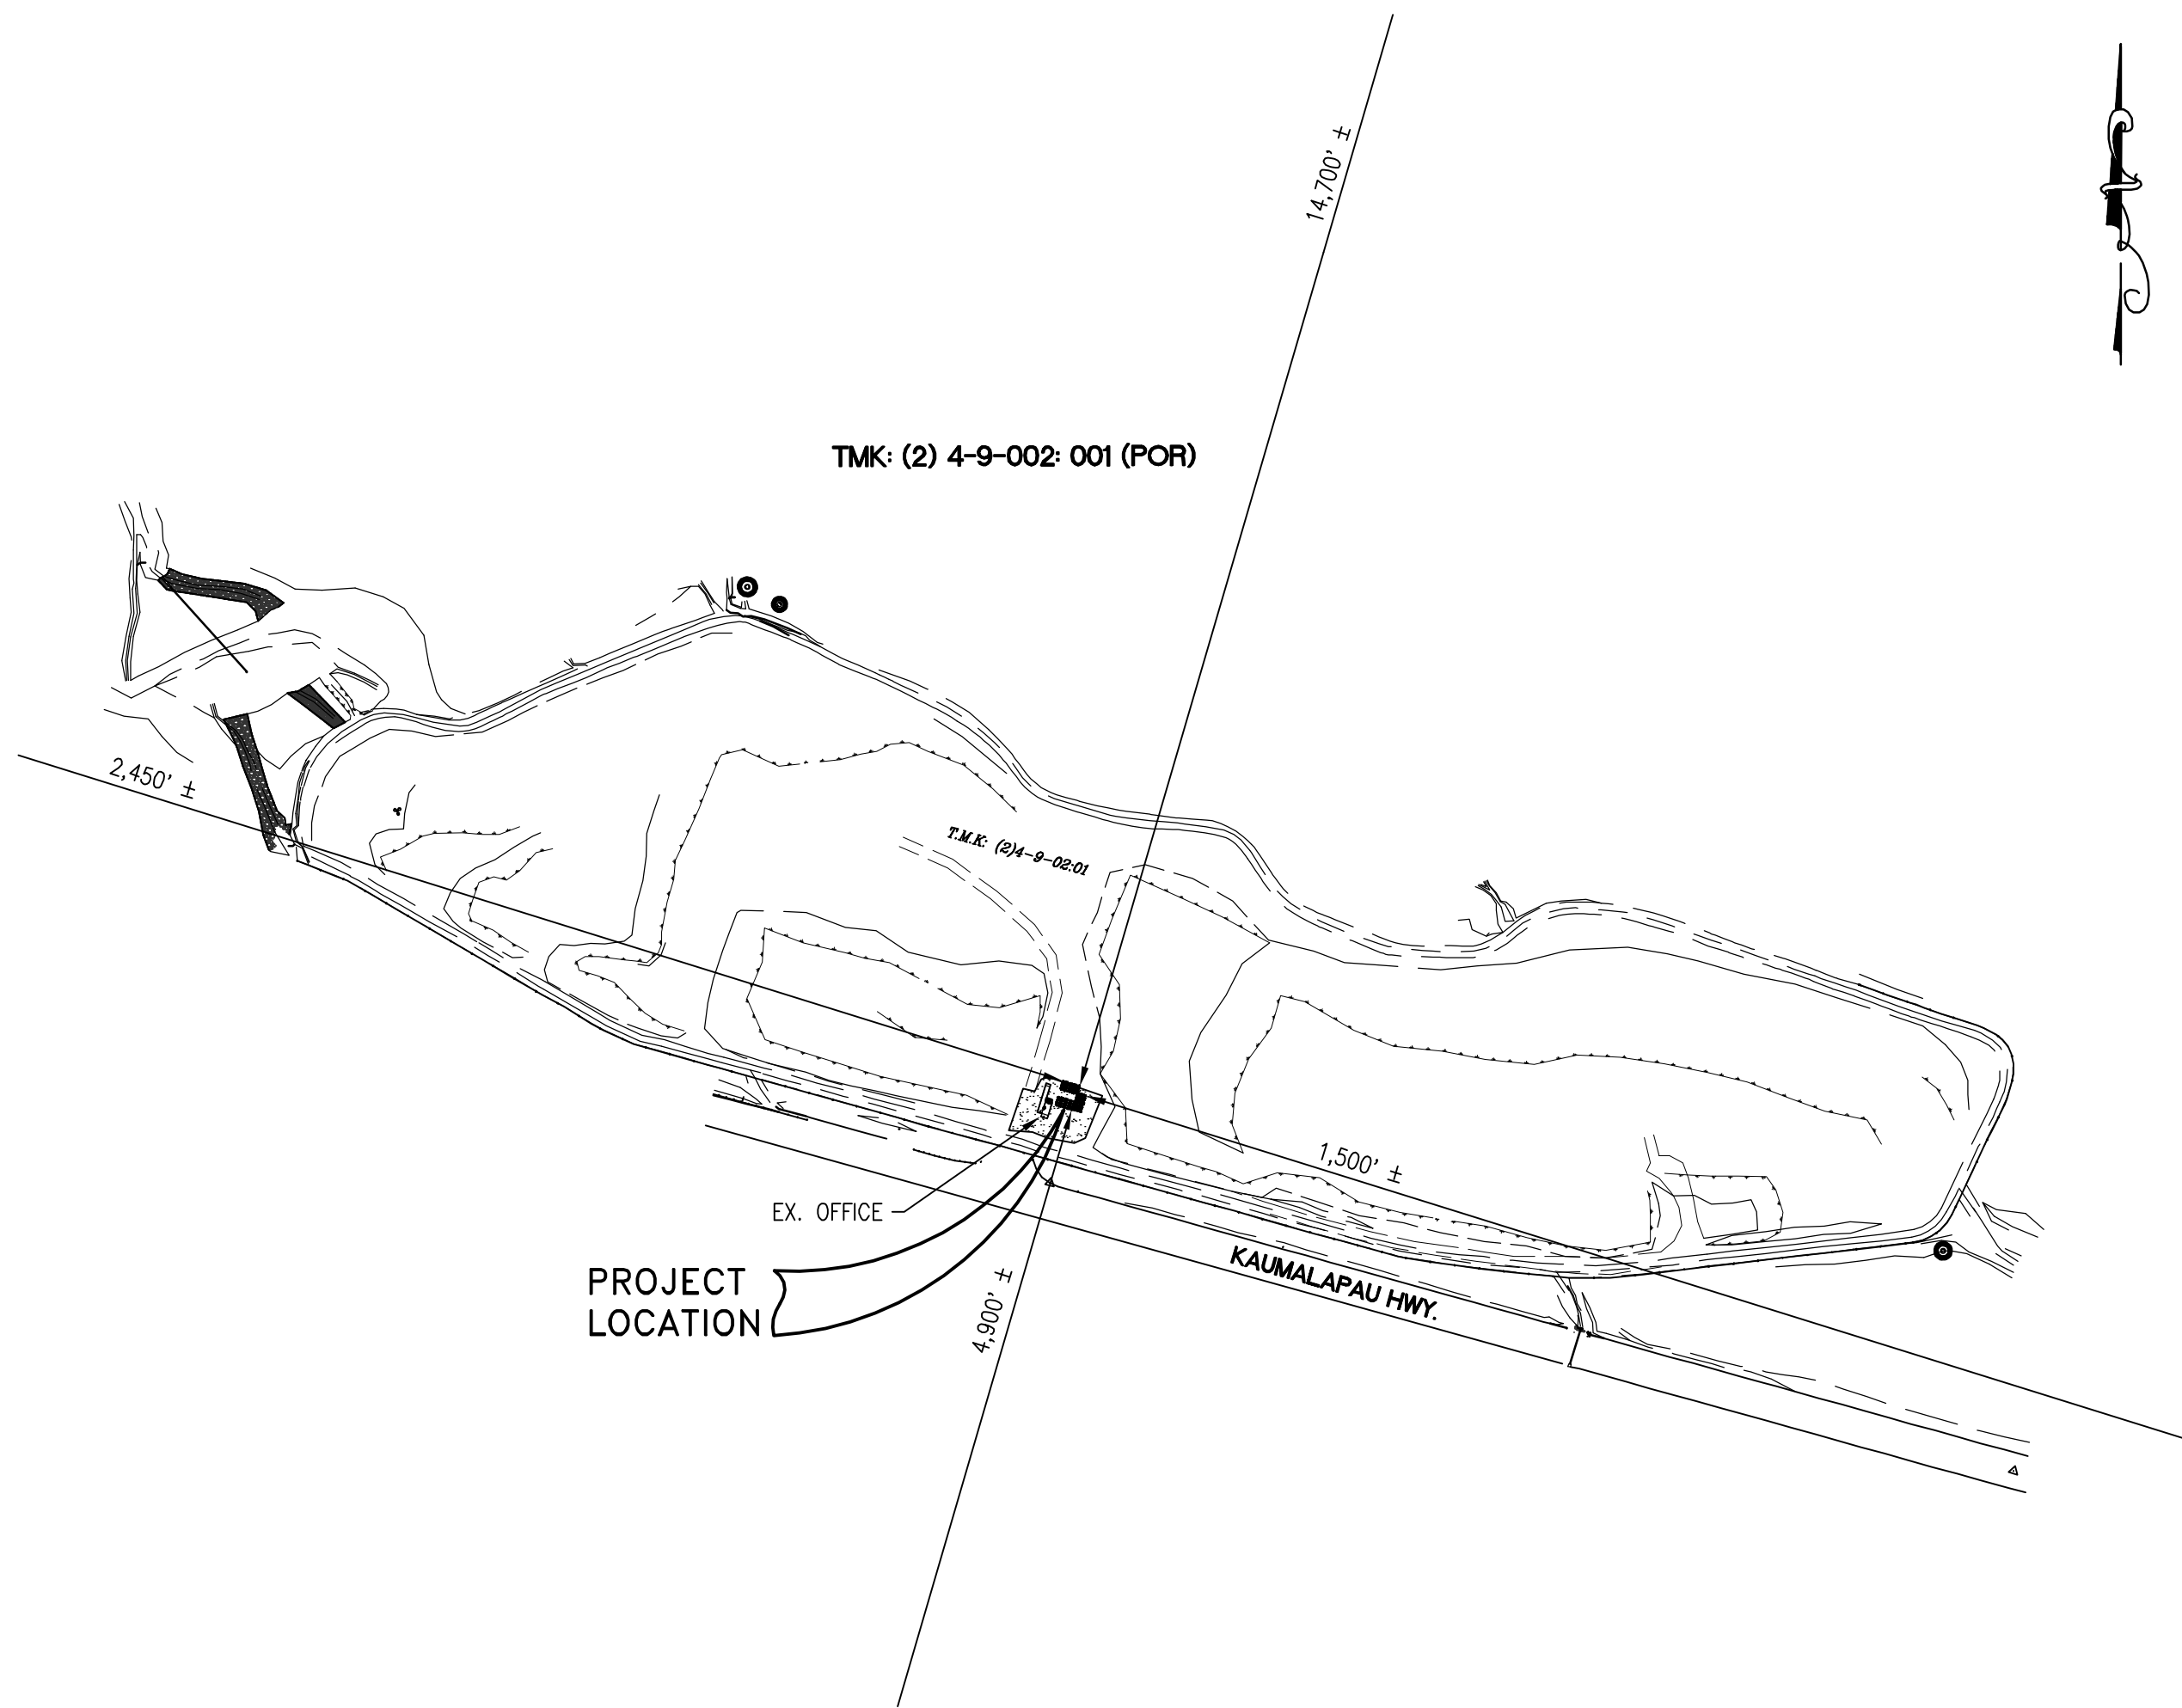 14,700' ±
TMK: (2) 4-9-002: 001 (POR)
2,450' ±
T.M.K: (2)4-9-02:01
1,500' ±
EX. OFFICE
KAUMALAPAU HWY.
PROJECT
LOCATION
4,900' ±